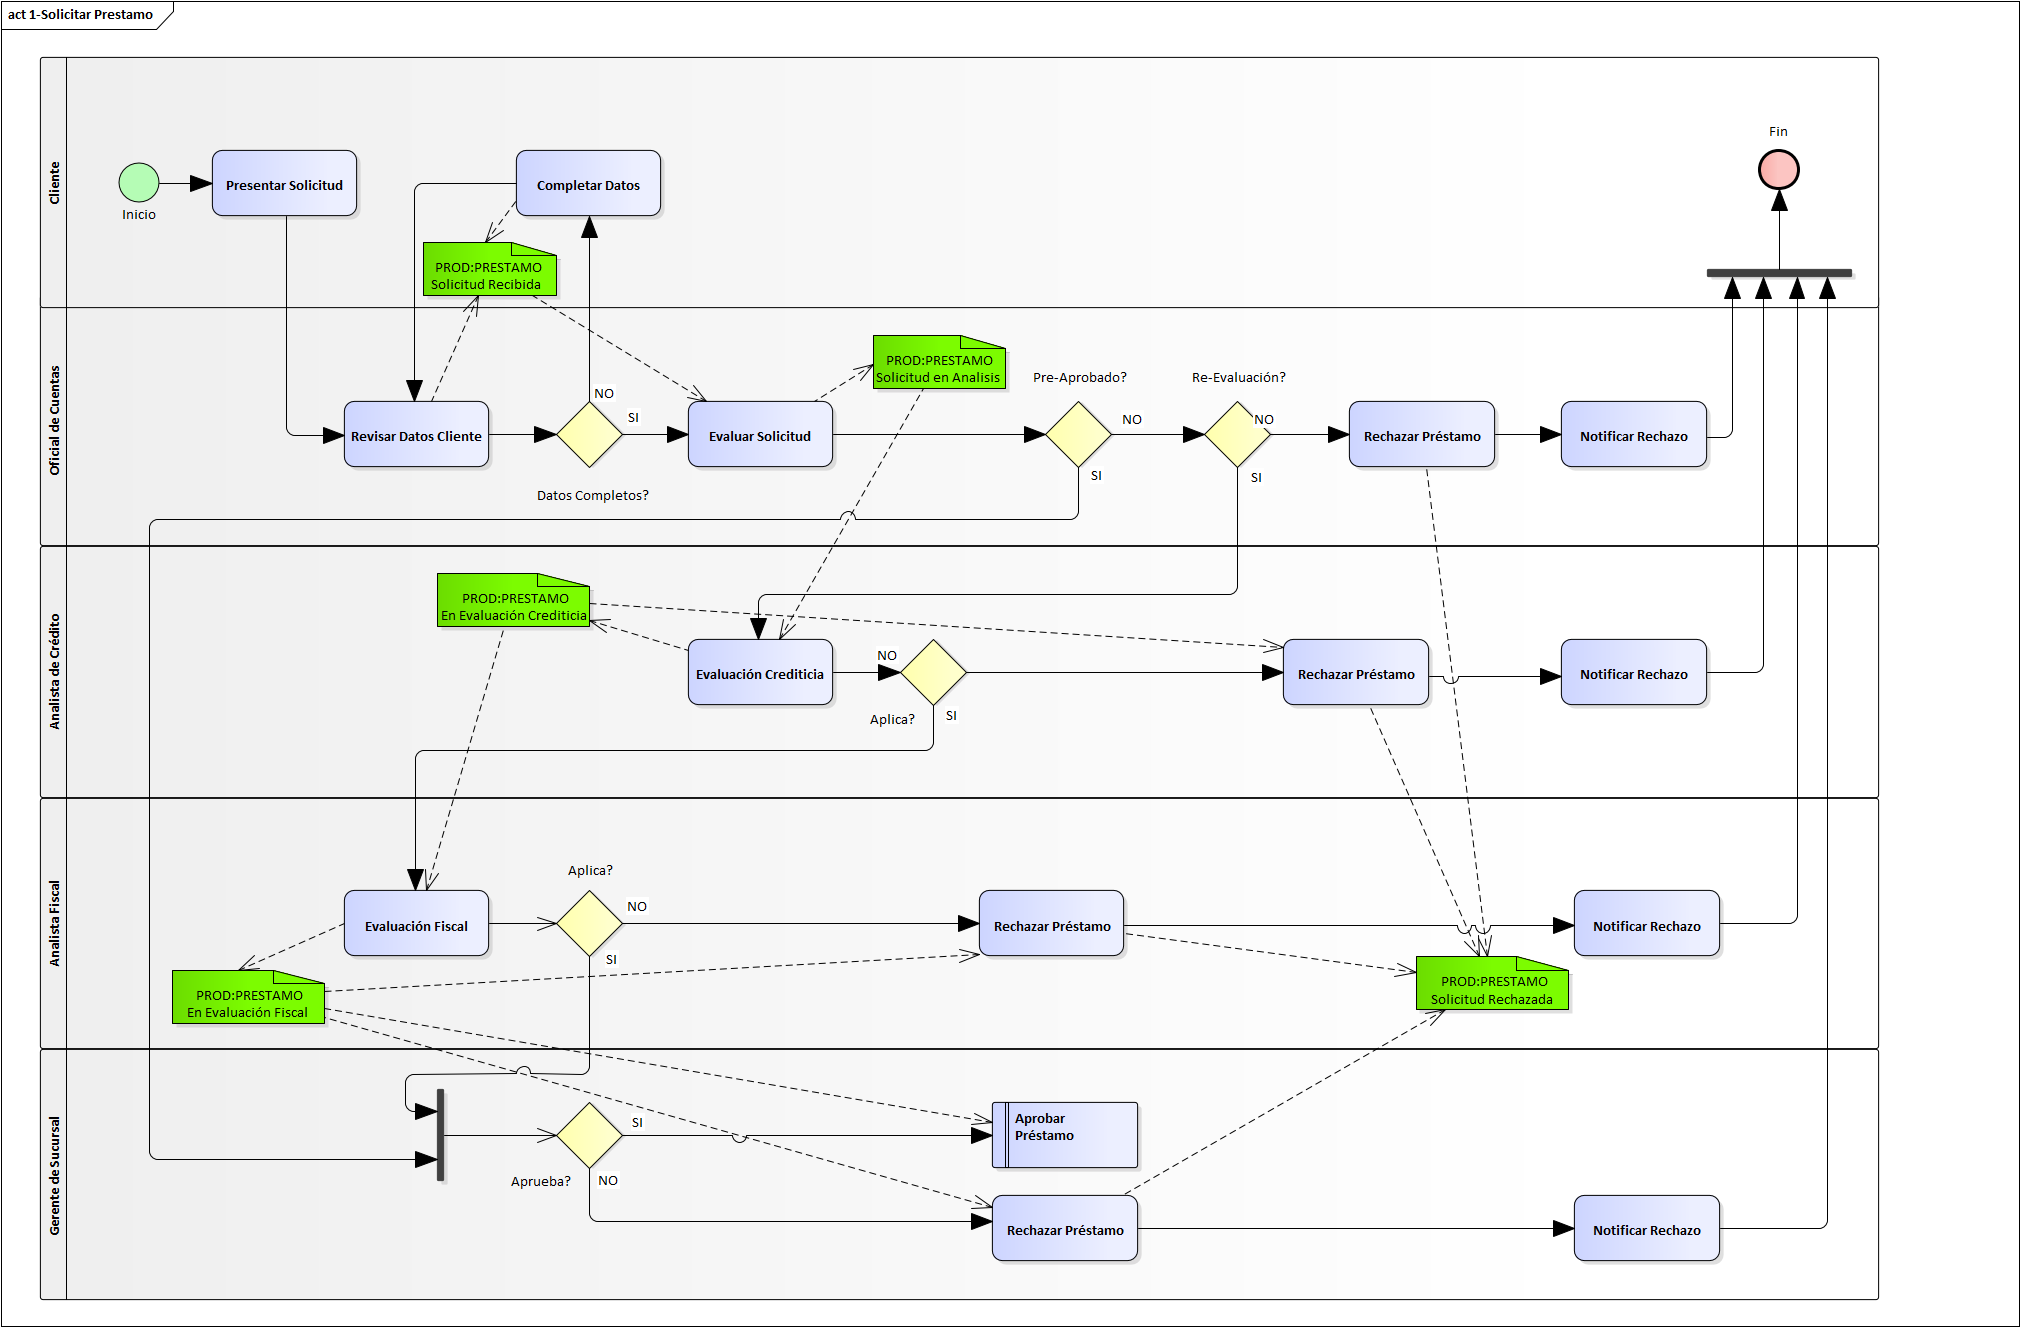 act 1-Solicitar Prestamo
Cliente
Inicio
Presentar Solicitud
Completar Datos
PROD:PRESTAMO
Solicitud Recibida
Fin
Oficial de Cuentas
Revisar Datos Cliente
NO
SI
Datos Completos?
Evaluar Solicitud
PROD:PRESTAMO
Solicitud en Analisis
Pre-Aprobado?
NO
SI
Re-Evaluación?
NO
SI
Rechazar Préstamo
Notificar Rechazo
Analista de Crédito
PROD:PRESTAMO
En Evaluación Crediticia
Evaluación Crediticia
NO
Aplica?
SI
Rechazar Préstamo
Notificar Rechazo
Analista Fiscal
Evaluación Fiscal
Aplica?
NO
SI
Rechazar Préstamo
Notificar Rechazo
PROD:PRESTAMO
En Evaluación Fiscal
PROD:PRESTAMO
Solicitud Rechazada
Gerente de Sucursal
Aprueba?
SI
NO
Aprobar
Préstamo
Rechazar Préstamo
Notificar Rechazo